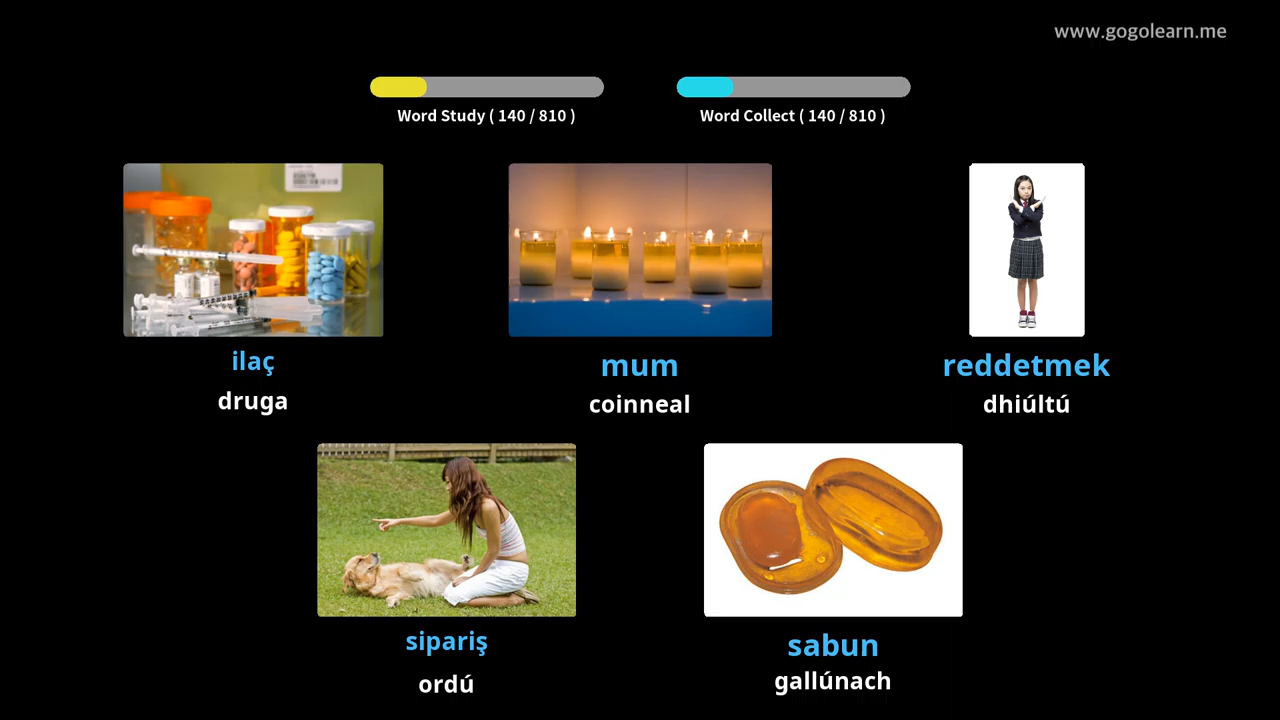 www.gogolearn.me
Word Study ( 140 / 810 )
Word Collect ( 140 / 810 )
ilaç
druga
mum
coinneal
reddetmek
dhiúltú
sipariş
ordú
sabun
gallúnach